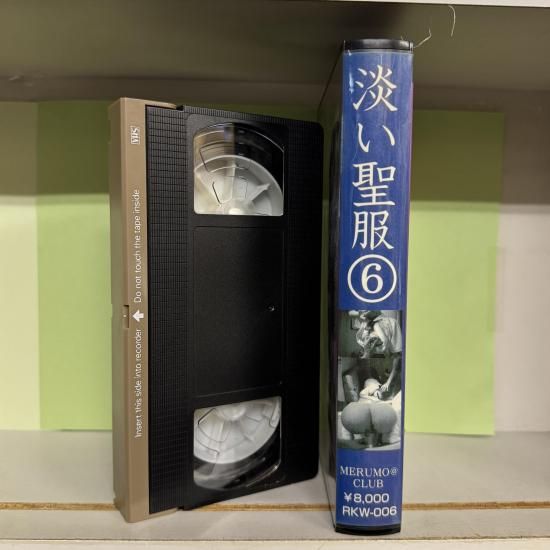 VHS
Insert this side into recorder ↑ Do not touch the tape inside
淡い聖服⑥
MERUMO@
CLUB
￥8,000
RKW-006